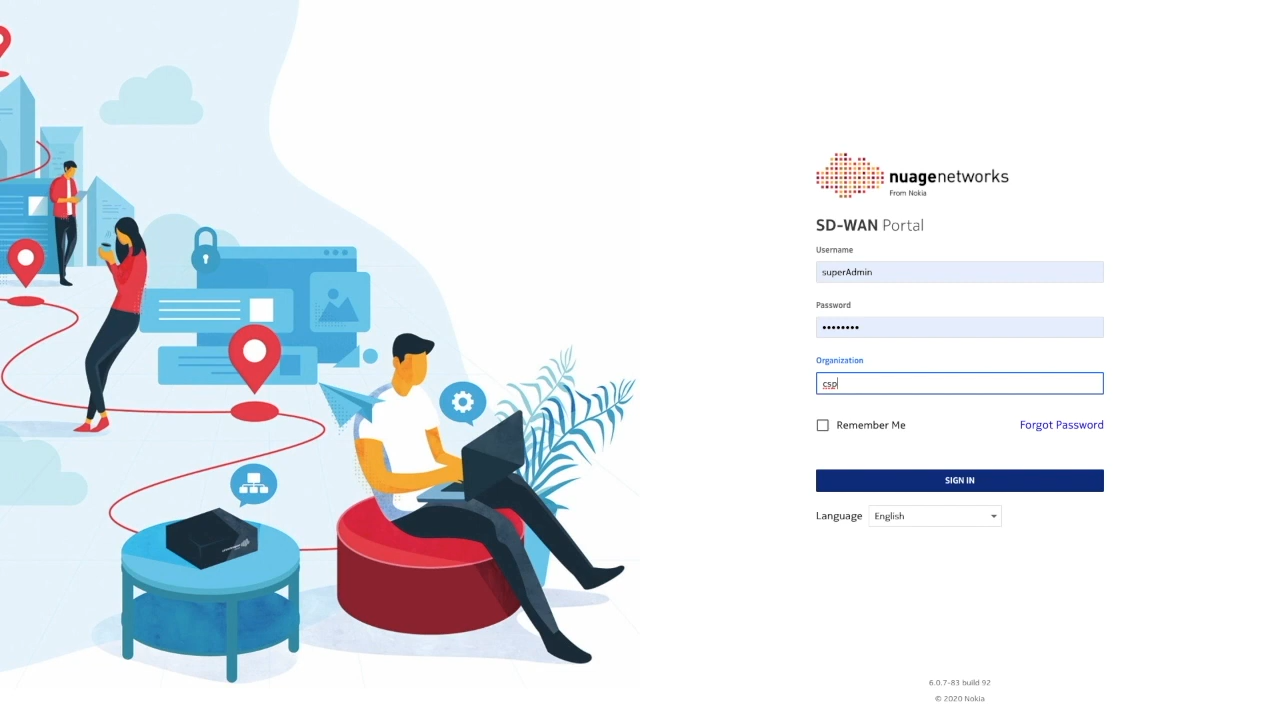 nuagenetworks
From Nokia
SD-WAN Portal
Username
superAdmin
Password
••••••••
Organization
csp
Remember Me
Forgot Password
SIGN IN
Language
English
6.0.7-83 build 92
© 2020 Nokia